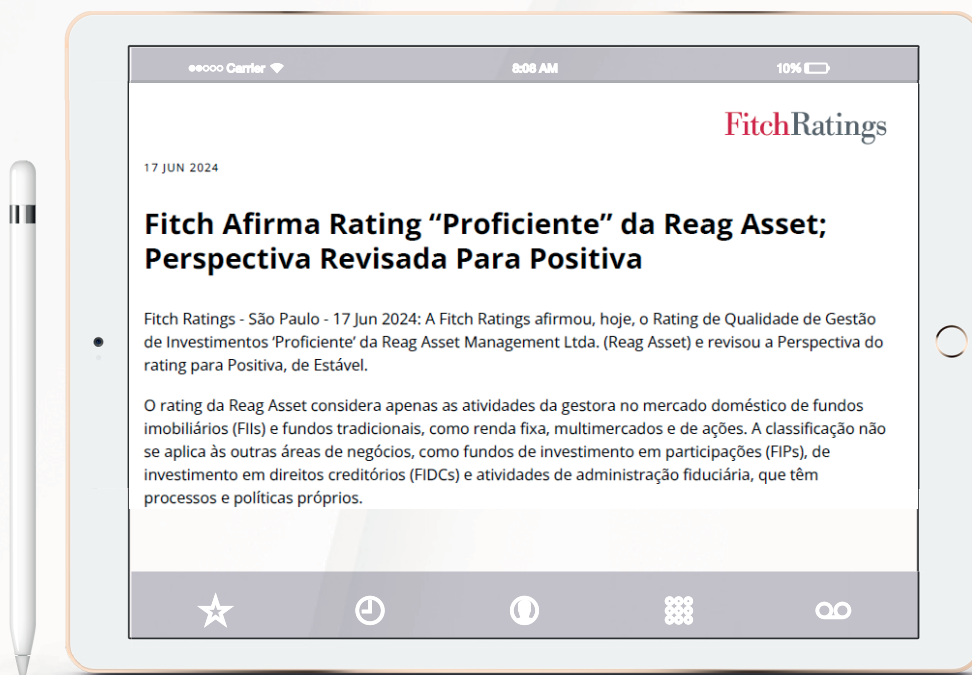 Carrier
8:08 AM
10%
FitchRatings
17 JUN 2024
Fitch Afirma Rating “Proficiente” da Reag Asset;
Perspectiva Revisada Para Positiva
Fitch Ratings - São Paulo - 17 Jun 2024: A Fitch Ratings afirmou, hoje, o Rating de Qualidade de Gestão
de Investimentos ‘Proficiente’ da Reag Asset Management Ltda. (Reag Asset) e revisou a Perspectiva do
rating para Positiva, de Estável.
O rating da Reag Asset considera apenas as atividades da gestora no mercado doméstico de fundos
imobiliários (FIIs) e fundos tradicionais, como renda fixa, multimercados e de ações. A classificação não
se aplica às outras áreas de negócios, como fundos de investimento em participações (FIPs), de
investimento em direitos creditórios (FIDCs) e atividades de administração fiduciária, que têm
processos e políticas próprios.